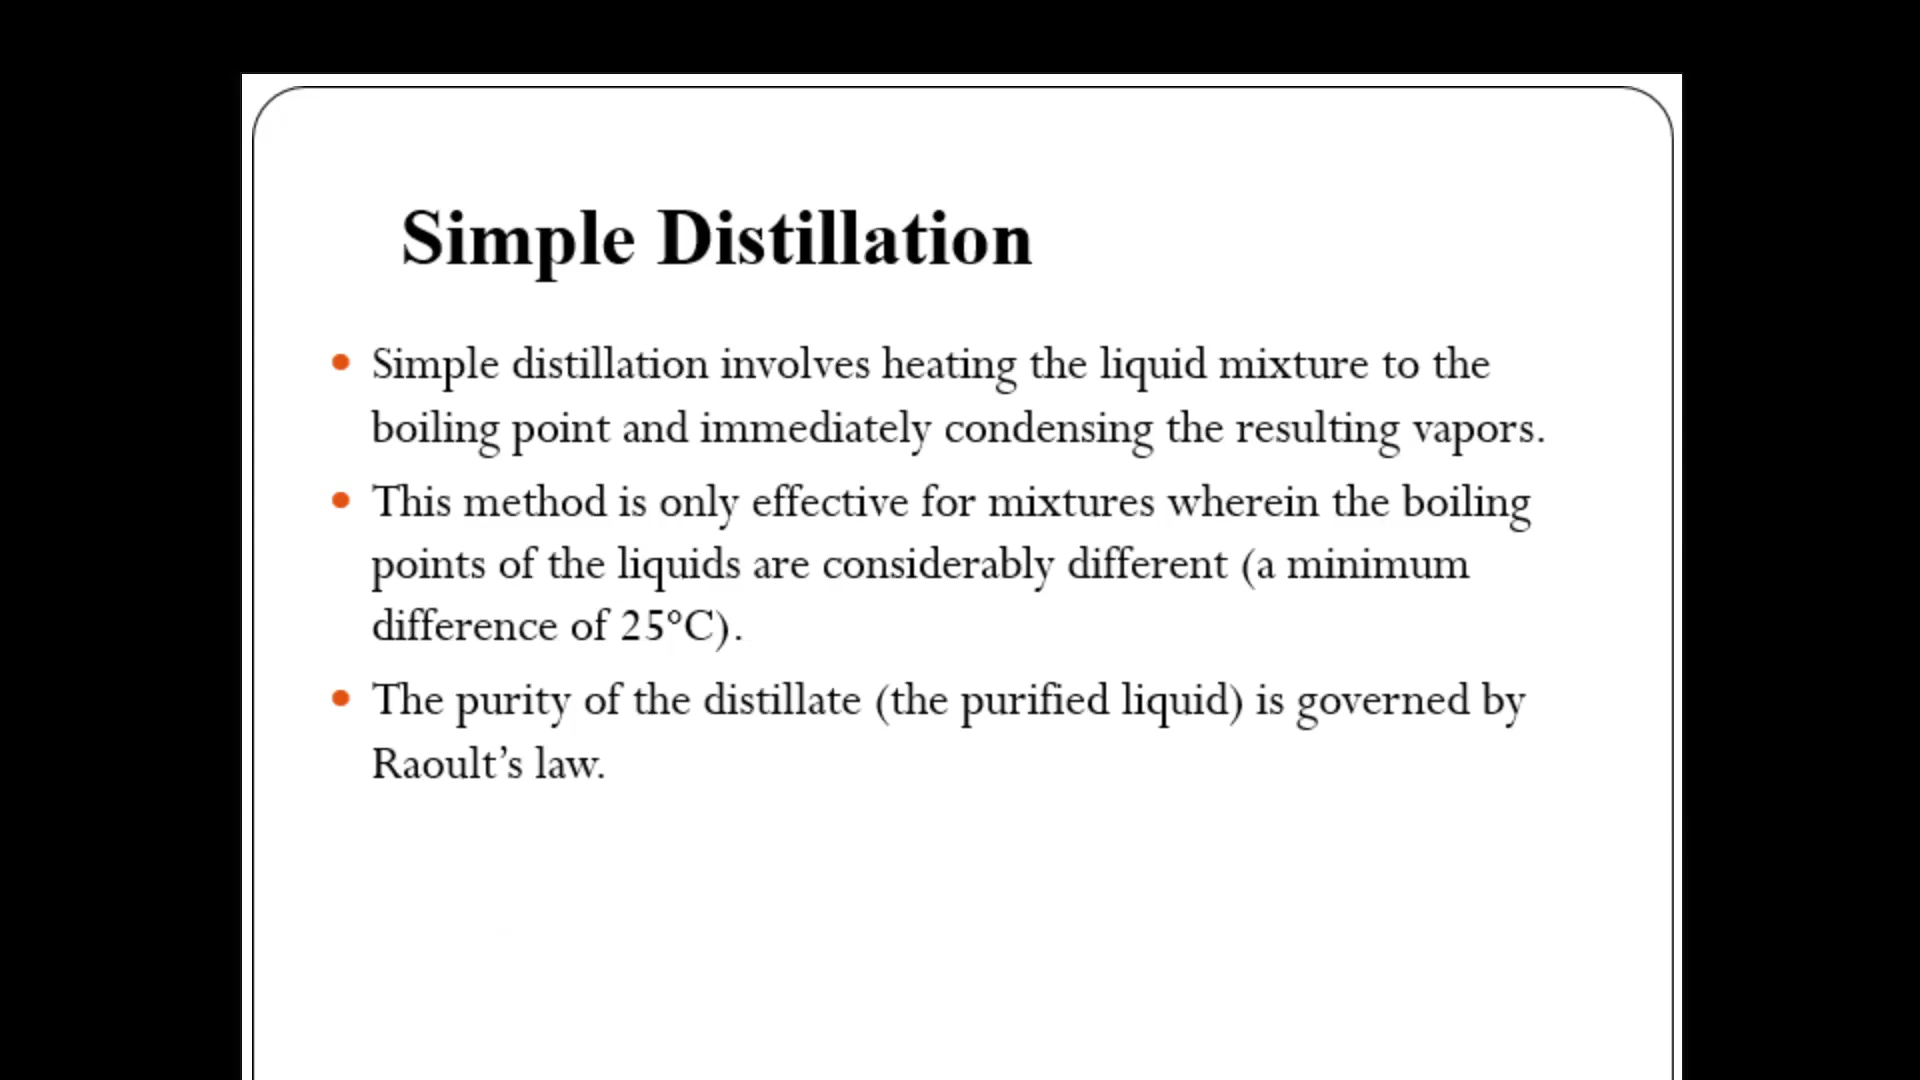 Simple Distillation
Simple distillation involves heating the liquid mixture to the
boiling point and immediately condensing the resulting vapors.
This method is only effective for mixtures wherein the boiling
points of the liquids are considerably different (a minimum
difference of 25°C).
The purity of the distillate (the purified liquid) is governed by
Raoult’s law.